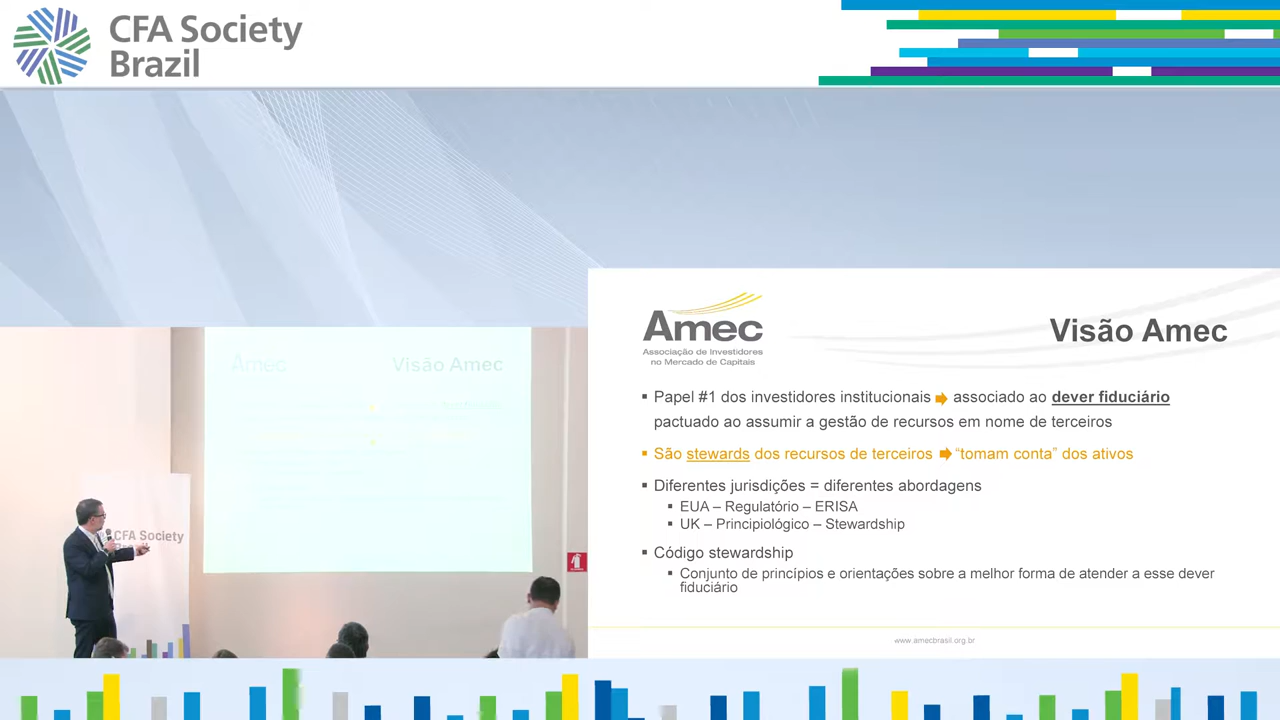 CFA Society
Brazil
Amec
Associação de Investidores
no Mercado de Capitais
Visão Amec
Papel #1 dos investidores institucionais associado ao dever fiduciário
pactuado ao assumir a gestão de recursos em nome de terceiros
São stewards dos recursos de terceiros “tomam conta” dos ativos
Diferentes jurisdições = diferentes abordagens
EUA – Regulatório – ERISA
UK – Principiológico – Stewardship
Código stewardship
Conjunto de princípios e orientações sobre a melhor forma de atender a esse dever
fiduciário
www.amecbrasil.org.br
Amec
Visão Amec
CFA Society